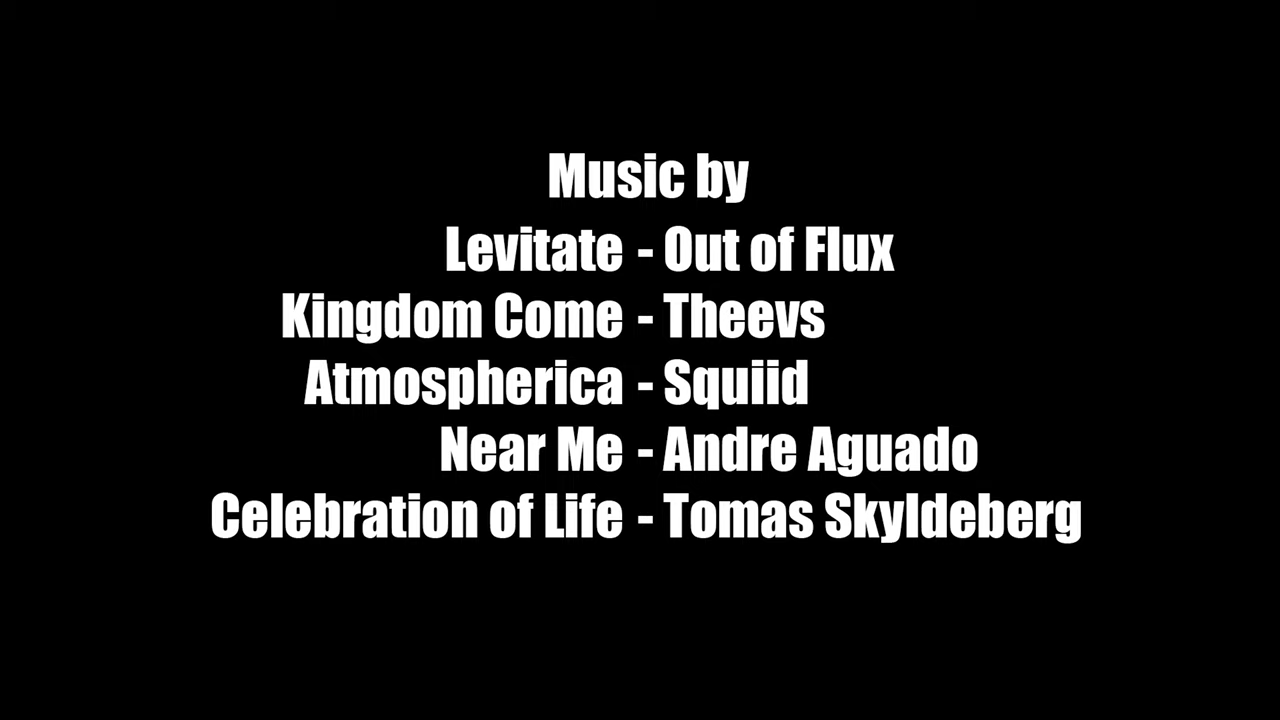 Music by
Levitate - Out of Flux
Kingdom Come - Theevs
Atmospherica - Squiid
Near Me - Andre Aguado
Celebration of Life - Tomas Skyldeberg